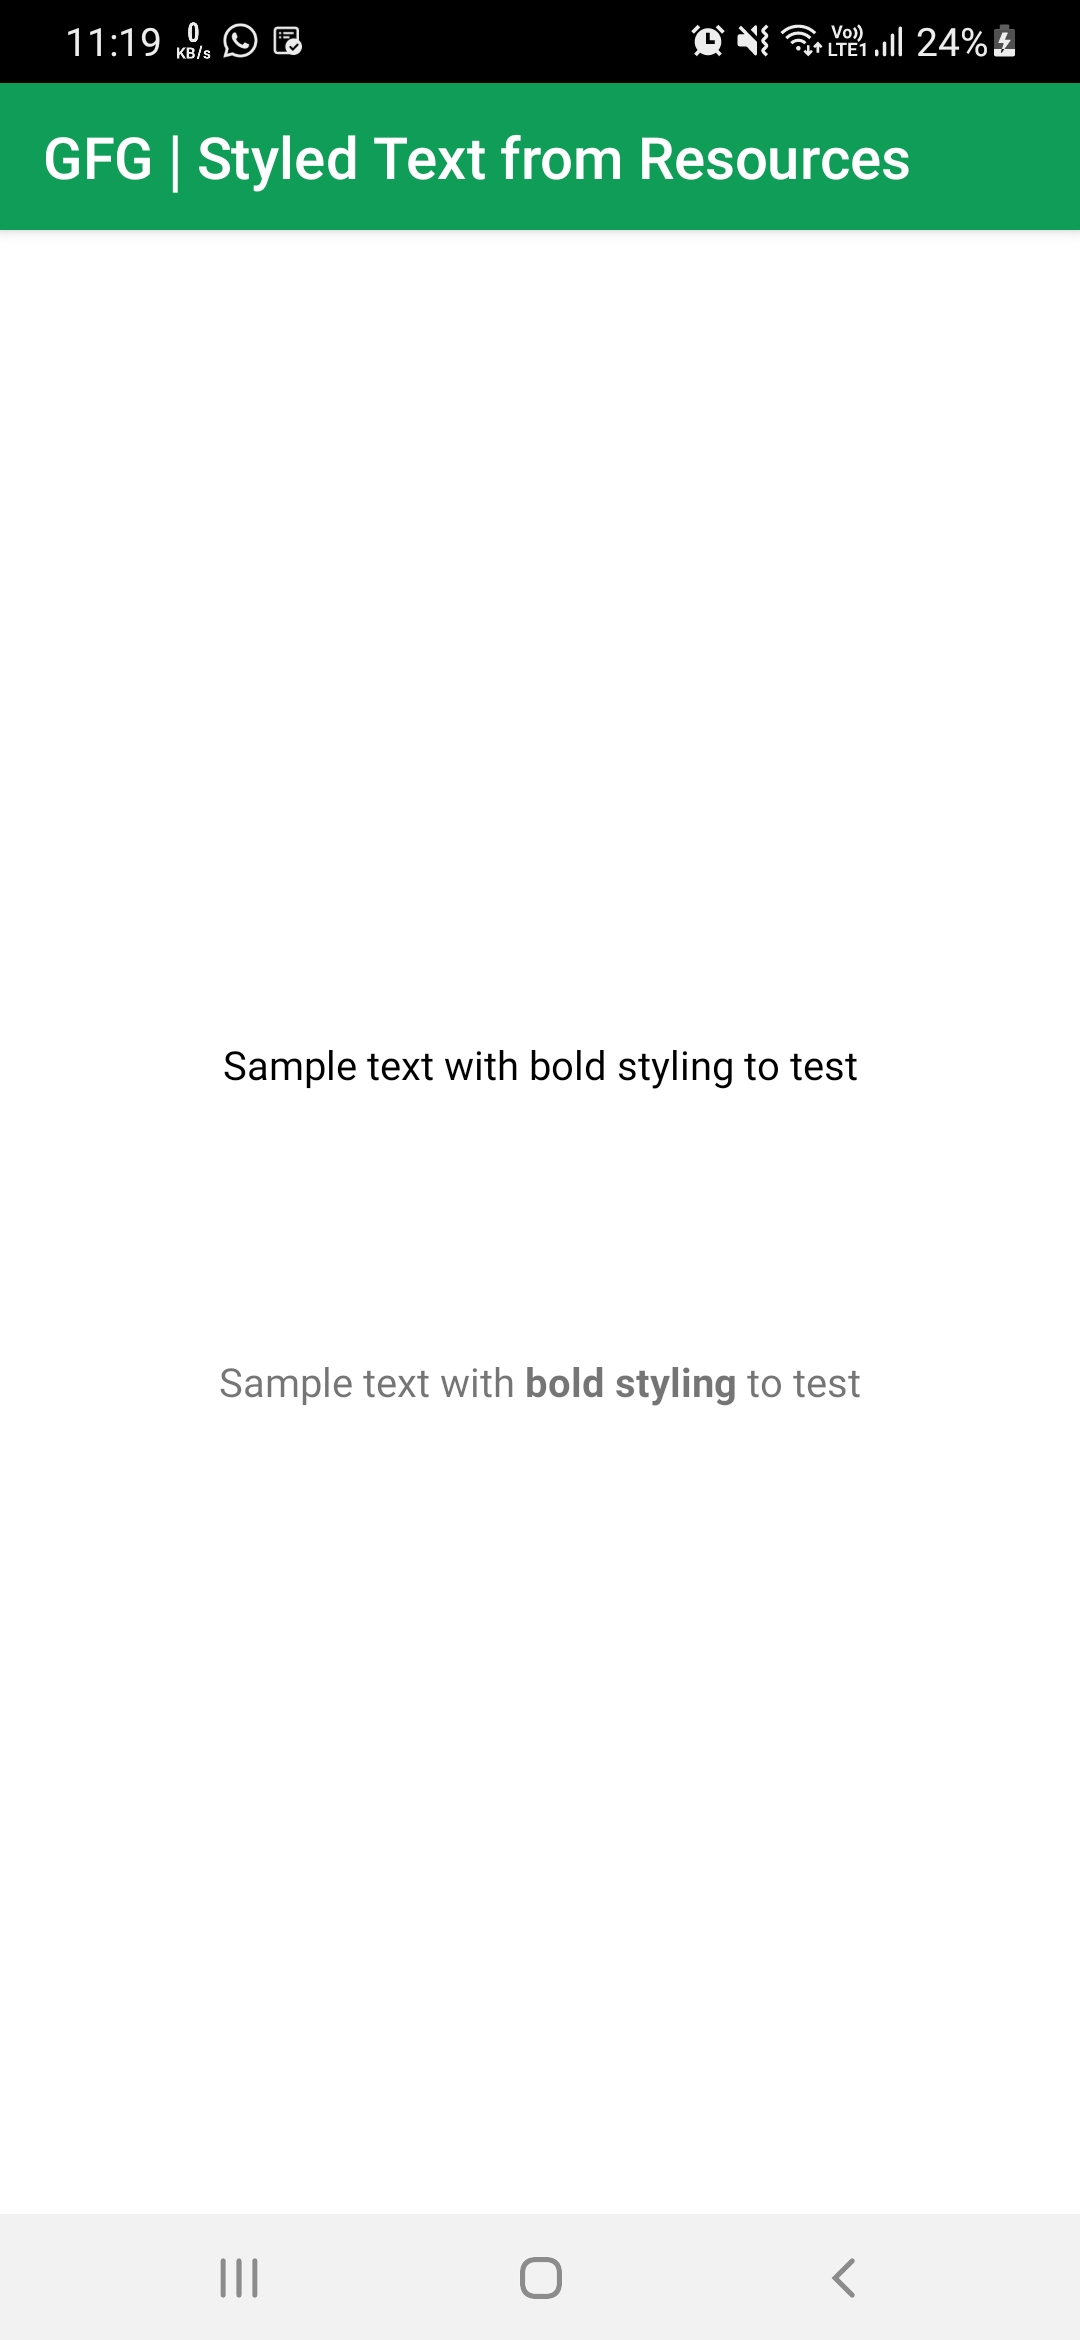 11:19 0 KB/s Vo)) LTE1 24%
GFG | Styled Text from Resources
Sample text with bold styling to test
Sample text with bold styling to test